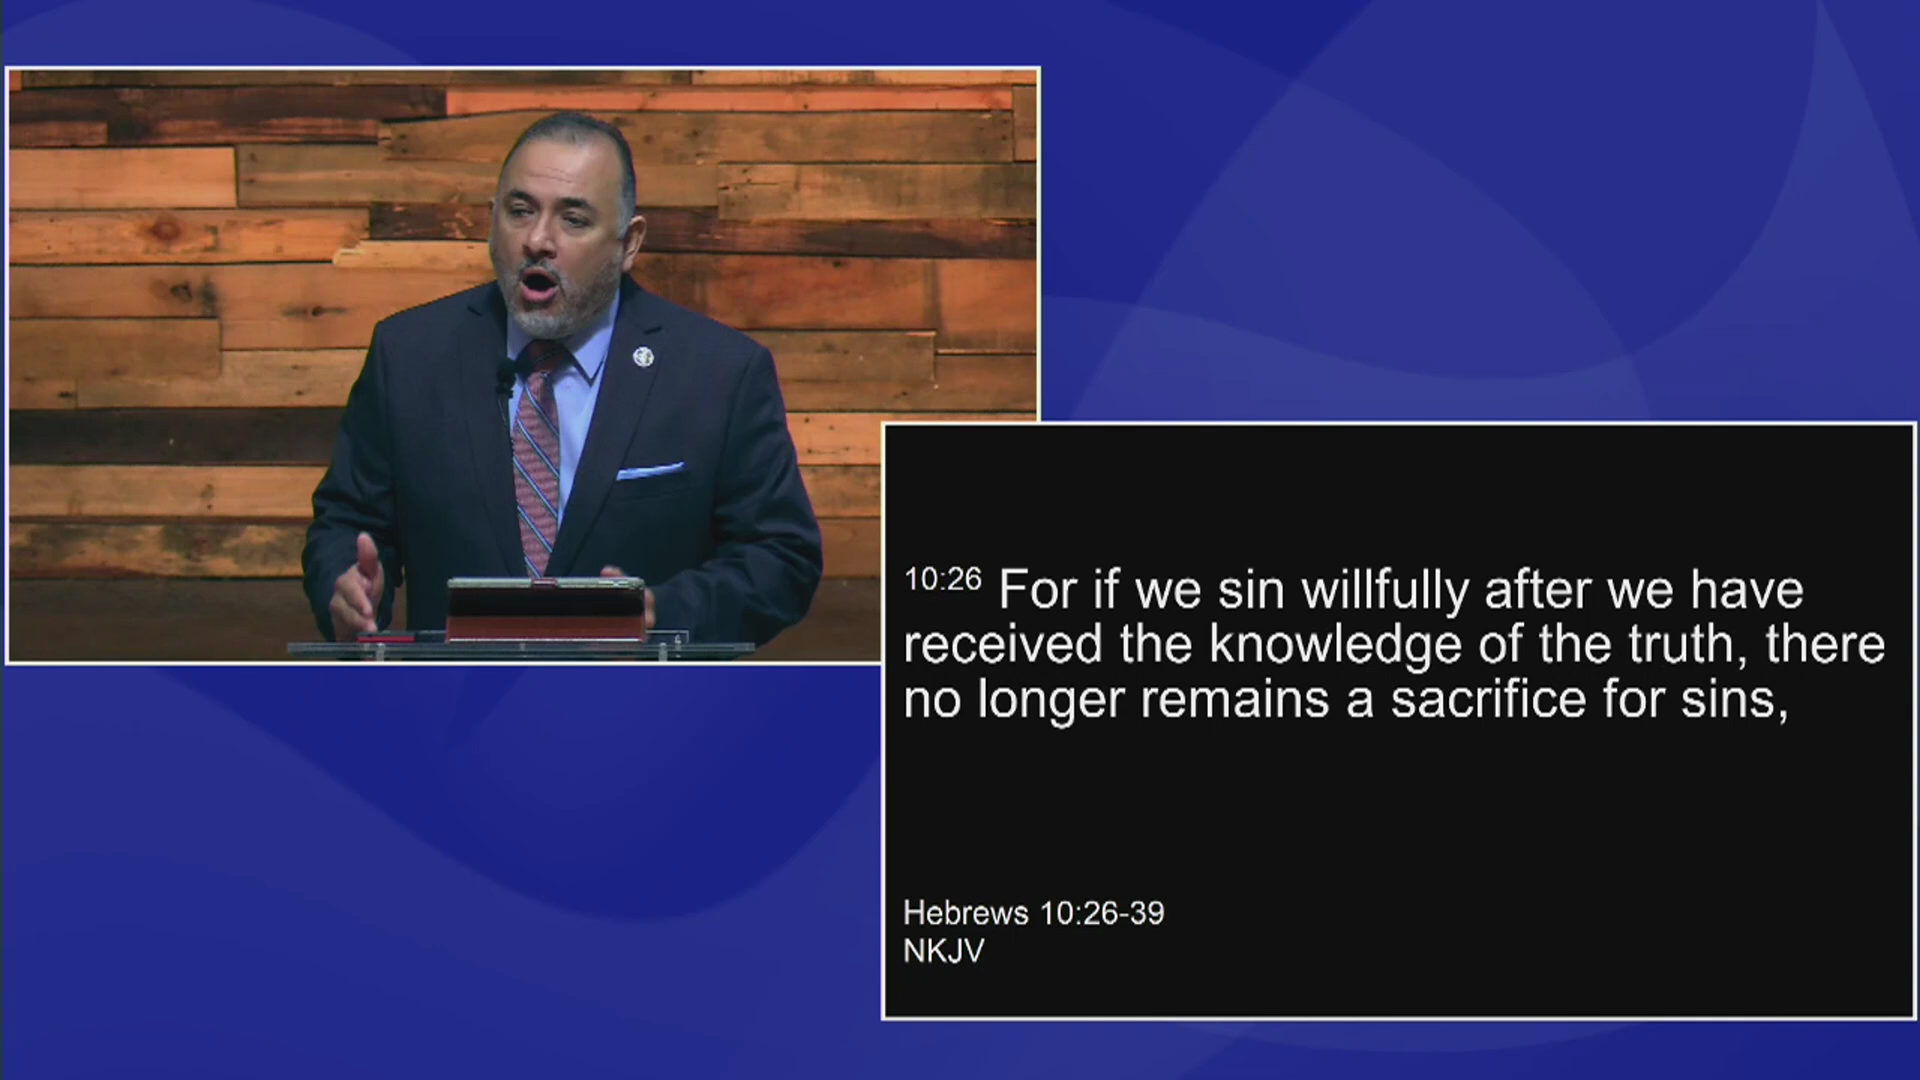 10:26 For if we sin willfully after we have
received the knowledge of the truth, there
no longer remains a sacrifice for sins,
Hebrews 10:26-39
NKJV